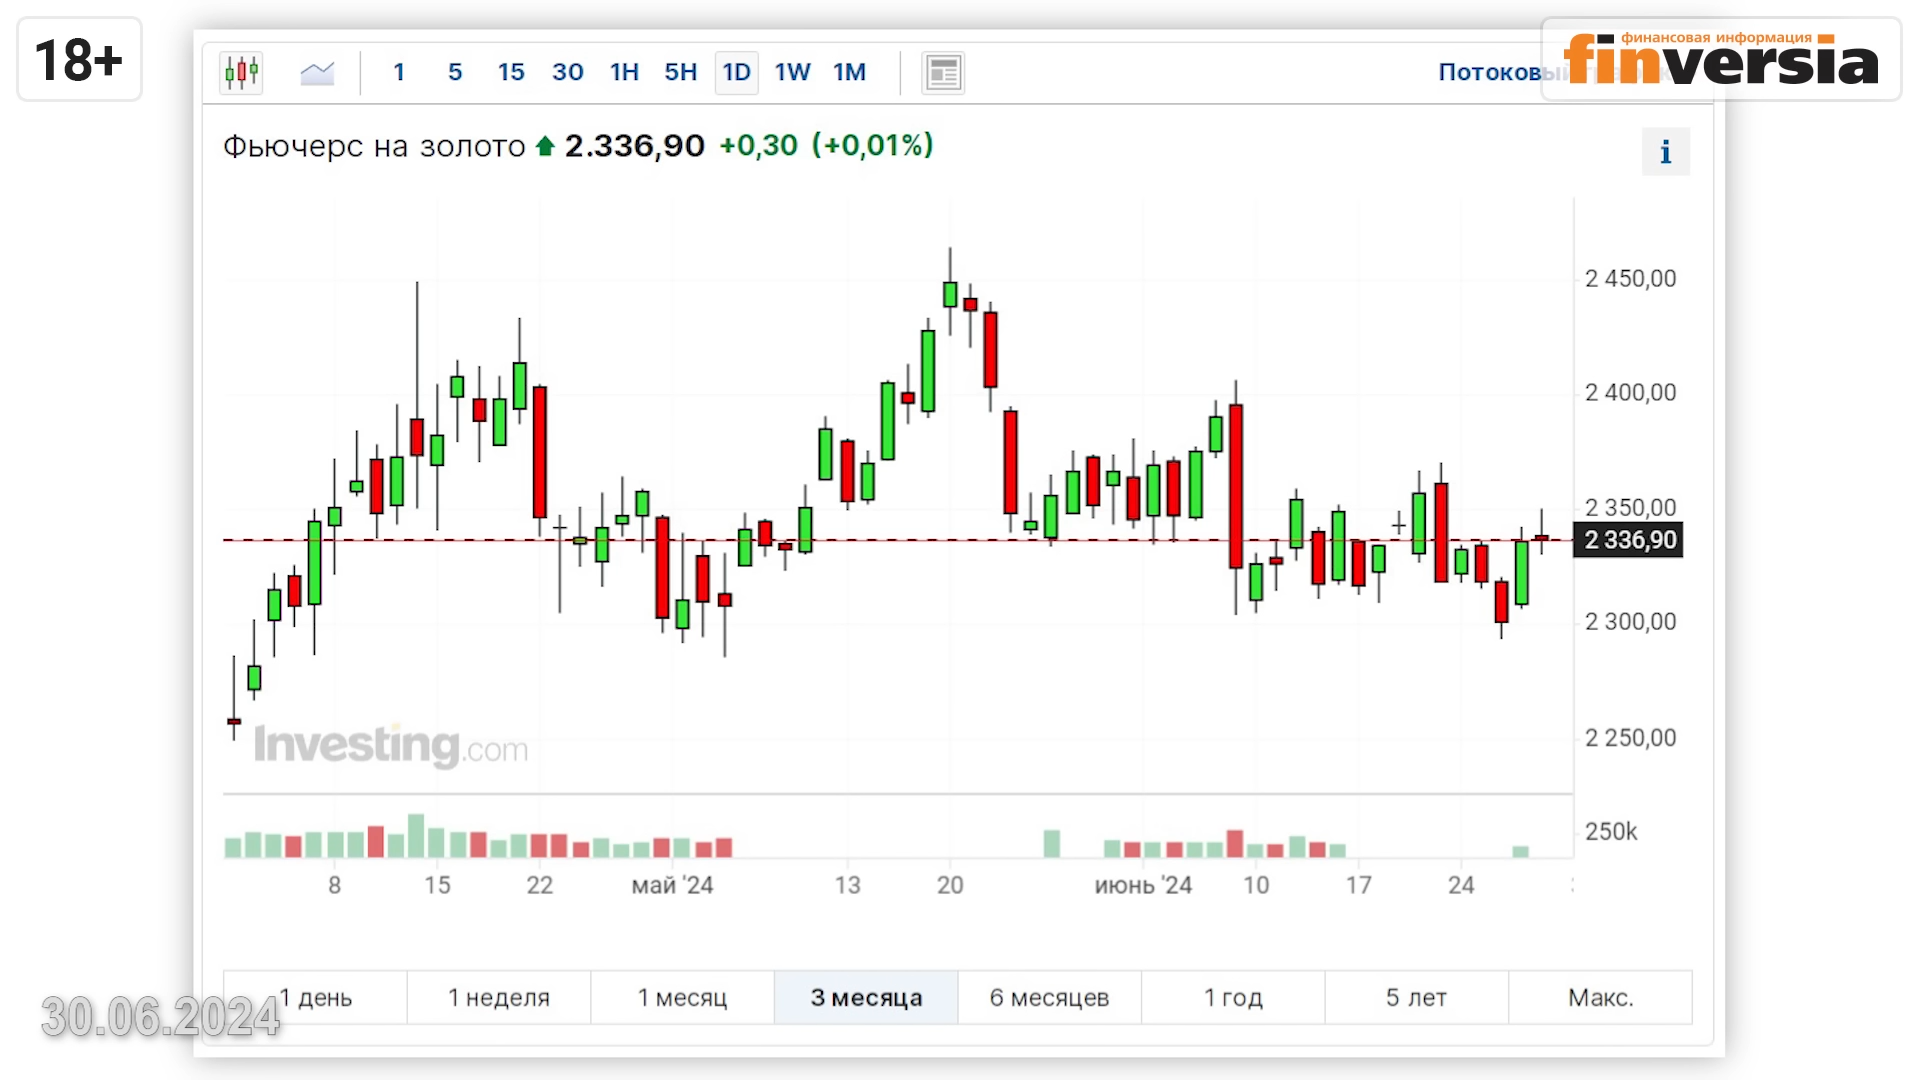 18+
финансовая информация
finversia
1 5 15 30 1H 5H 1D 1W 1M
Потоковый
Фьючерс на золото 2.336,90 +0,30 (+0,01%)
i
2 450,00
2 400,00
2 350,00
2 336,90
2 300,00
2 250,00
Investing.com
250k
8 15 22 май '24 13 20 июнь '24 10 17 24
1 день 1 неделя 1 месяц 3 месяца 6 месяцев 1 год 5 лет Макс.
30.06.2024